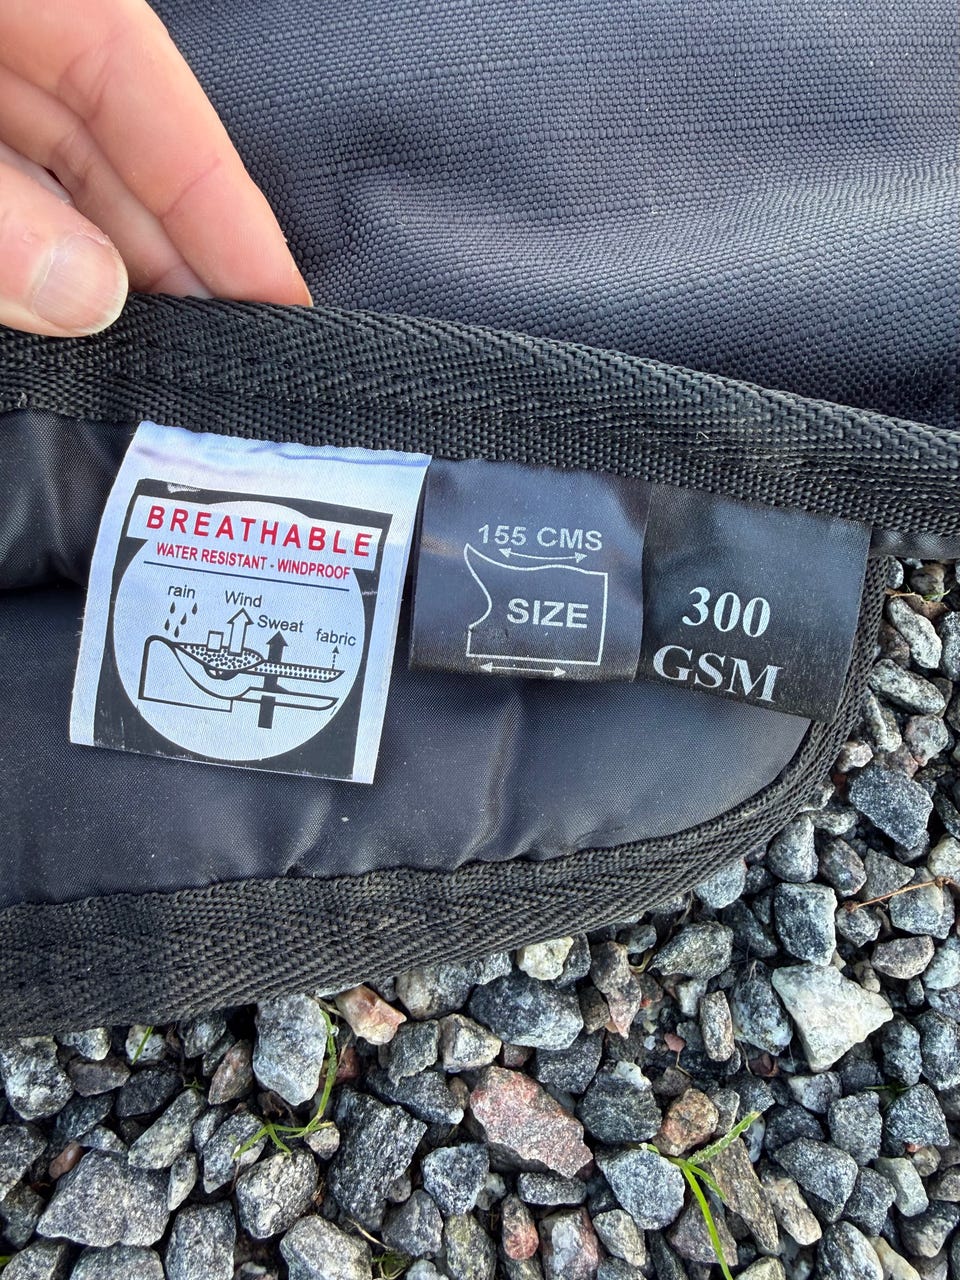 BREATHABLE
WATER RESISTANT - WINDPROOF
rain
Wind
Sweat
fabric
155 CMS
SIZE
300
GSM